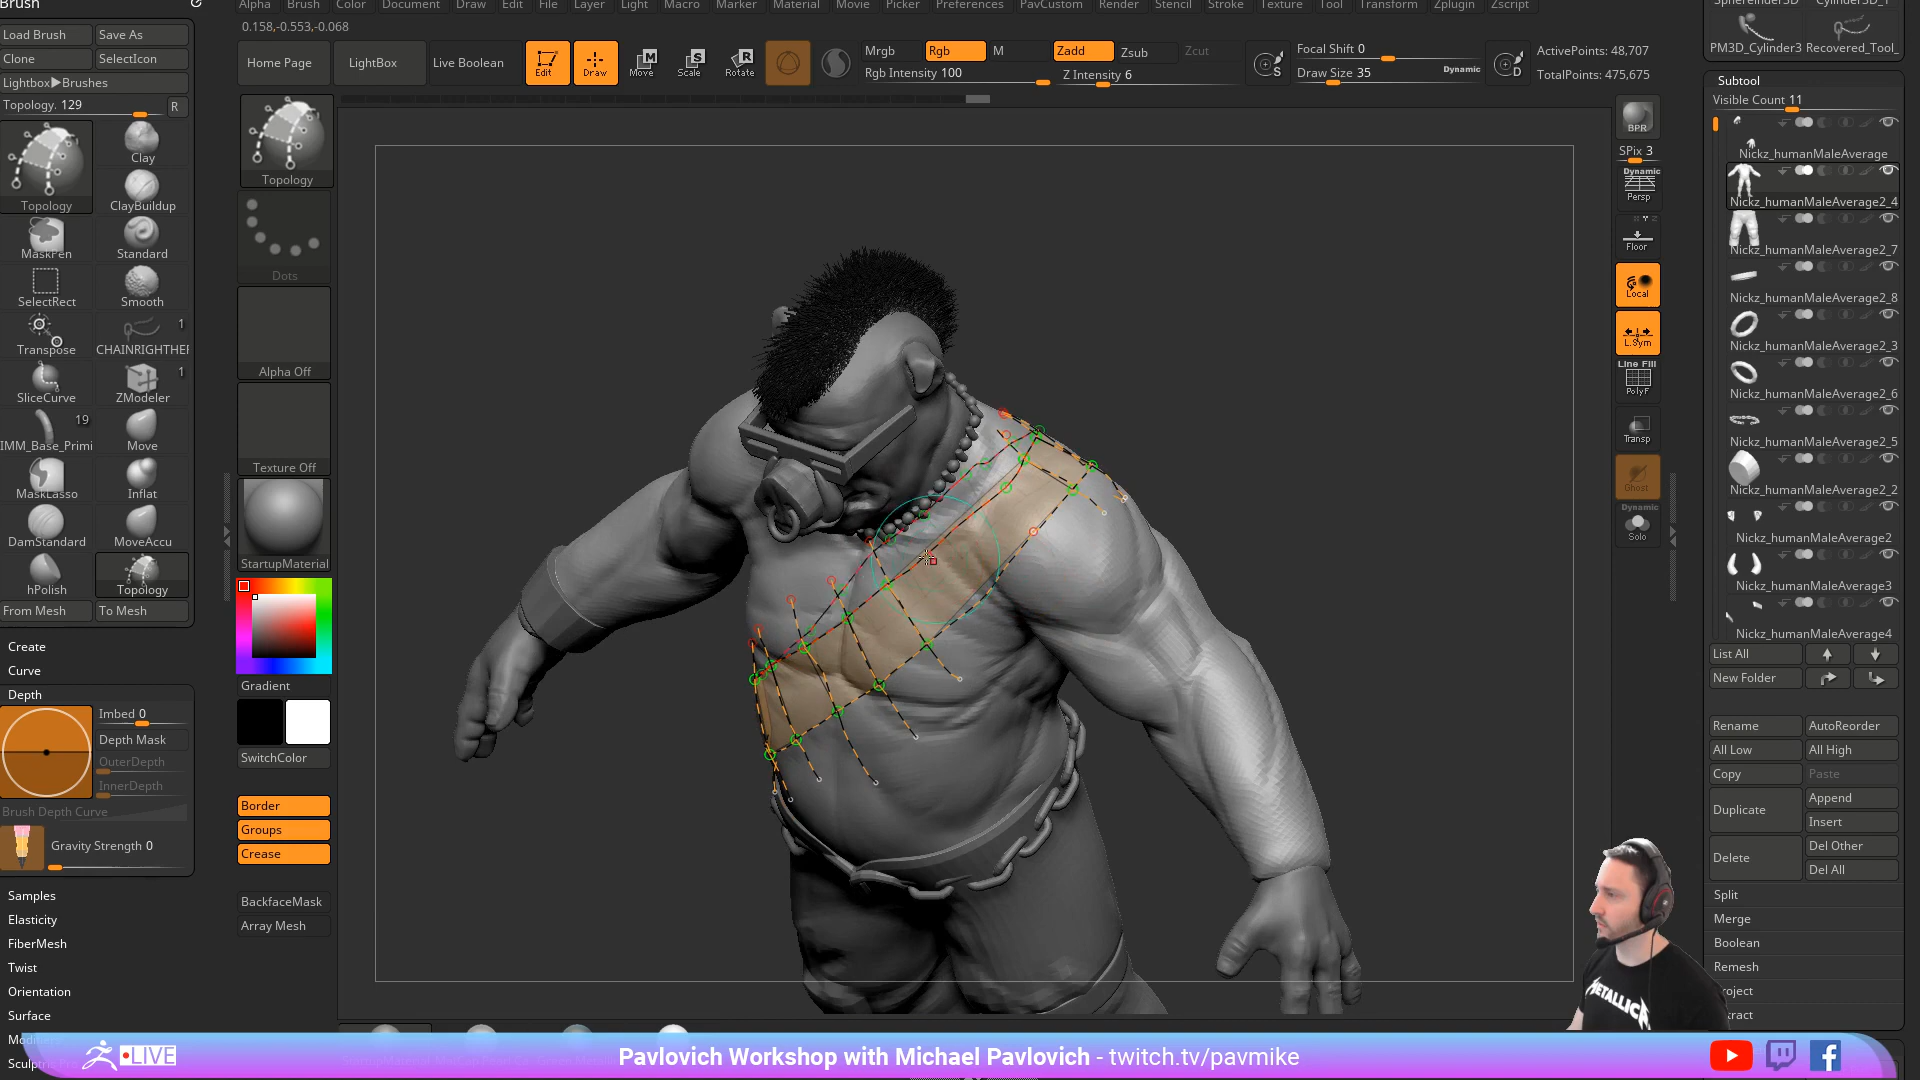 Brush
Alpha Brush Color Document Draw Edit File Layer Light Macro Marker Material Movie Picker Preferences PavCustom Render Stencil Stroke Texture Tool Transform Zplugin Zscript
0.158,-0.553,-0.068
Load Brush Save As
Clone SelectIcon
Lightbox▶Brushes
Topology. 129 R
Topology
Clay
ClayBuildup
MaskPen Standard
SelectRect Smooth
1
Transpose CHAINRIGHTHER
1
SliceCurve ZModeler
19
IMM_Base_Primi Move
MaskLasso Inflat
DamStandard MoveAccu
hPolish Topology
From Mesh To Mesh
Create
Curve
Depth
Imbed 0
Depth Mask
OuterDepth
InnerDepth
Brush Depth Curve
Gravity Strength 0
Samples
Elasticity
FiberMesh
Twist
Orientation
Surface
Home Page LightBox Live Boolean Edit Draw Move Scale Rotate
Mrgb Rgb M Zadd Zsub Zcut
Rgb Intensity 100 Z Intensity 6
S
Focal Shift 0
Draw Size 35 Dynamic
D
ActivePoints: 48,707
TotalPoints: 475,675
Topology
Dots
Alpha Off
Texture Off
StartupMaterial
Gradient
SwitchColor
Border
Groups
Crease
BackfaceMask
Array Mesh
BPR
SPix 3
Dynamic
Persp
Floor
Local
L.Sym
Line Fill
PolyF
Transp
Ghost
Dynamic
Solo
PM3D_Cylinder3 Recovered_Tool_
Subtool
Visible Count 11
Nickz_humanMaleAverage
Nickz_humanMaleAverage2_4
Nickz_humanMaleAverage2_7
Nickz_humanMaleAverage2_8
Nickz_humanMaleAverage2_3
Nickz_humanMaleAverage2_6
Nickz_humanMaleAverage2_5
Nickz_humanMaleAverage2_2
Nickz_humanMaleAverage2
Nickz_humanMaleAverage3
Nickz_humanMaleAverage4
List All
New Folder
Rename AutoReorder
All Low All High
Copy Paste
Duplicate Append
Insert
Delete Del Other
Del All
Split
Merge
Boolean
Remesh
LIVE
Pavlovich Workshop with Michael Pavlovich - twitch.tv/pavmike